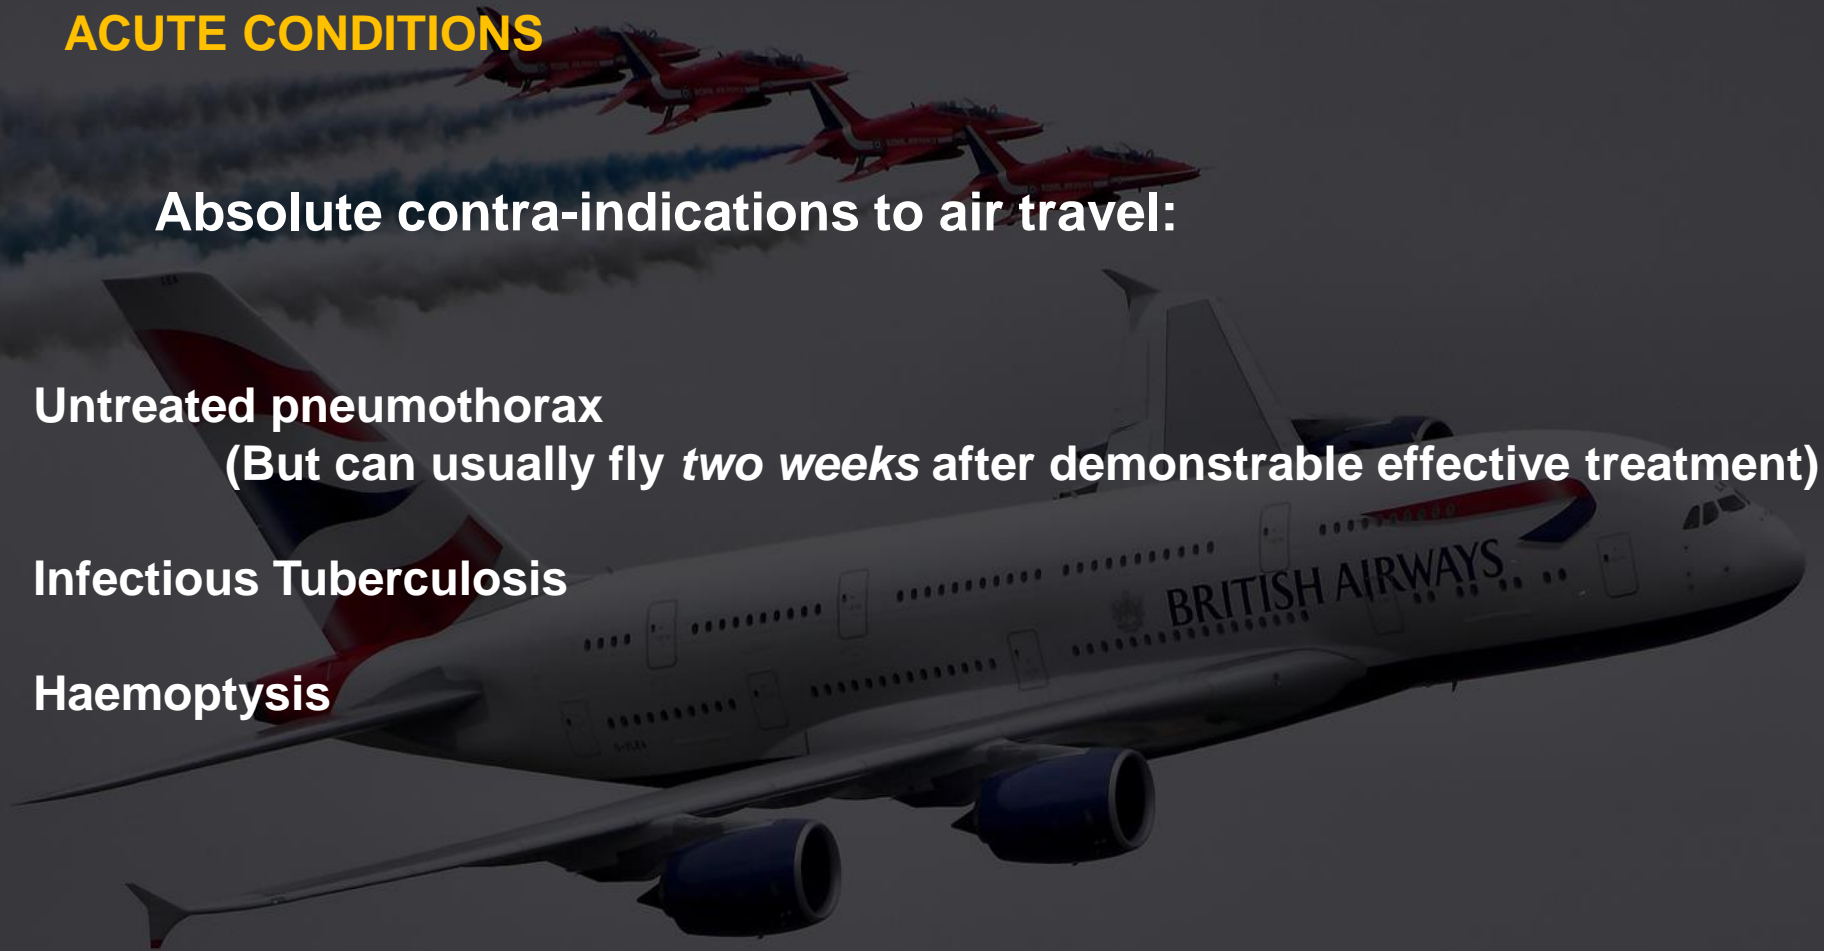 ACUTE CONDITIONS
Absolute contra-indications to air travel:
Untreated pneumothorax
(But can usually fly two weeks after demonstrable effective treatment)
Infectious Tuberculosis
BRITISH AIRWAYS
Haemoptysis